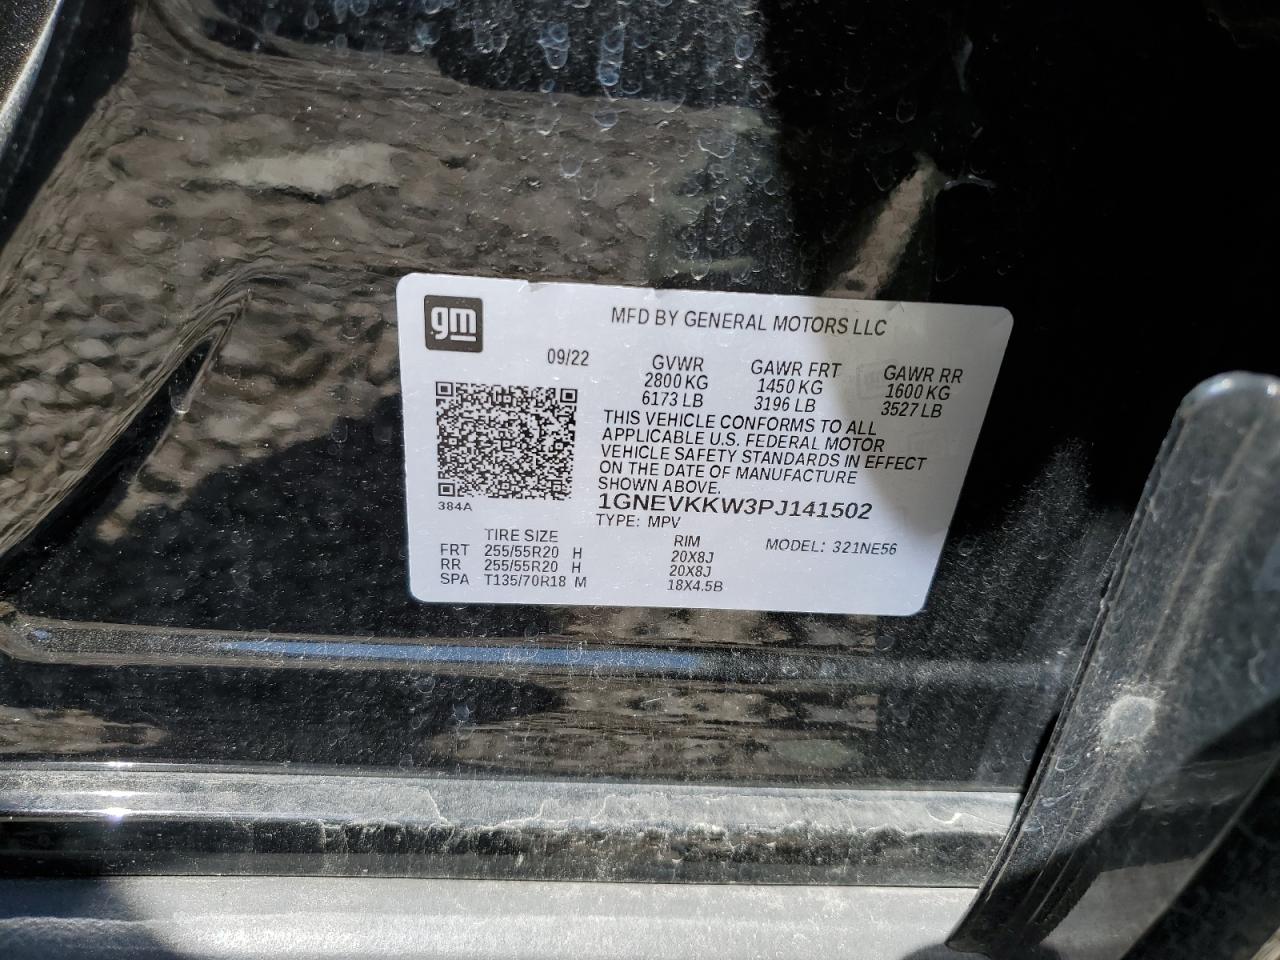 gm
MFD BY GENERAL MOTORS LLC
09/22
GVWR GAWR FRT GAWR RR
2800 KG 1450 KG 1600 KG
6173 LB 3196 LB 3527 LB
THIS VEHICLE CONFORMS TO ALL
APPLICABLE U.S. FEDERAL MOTOR
VEHICLE SAFETY STANDARDS IN EFFECT
ON THE DATE OF MANUFACTURE
SHOWN ABOVE.
384A
1GNEVKKW3PJ141502
TYPE: MPV
TIRE SIZE RIM MODEL: 321NE56
FRT 255/55R20 H 20X8J
RR 255/55R20 H 20X8J
SPA T135/70R18 M 18X4.5B